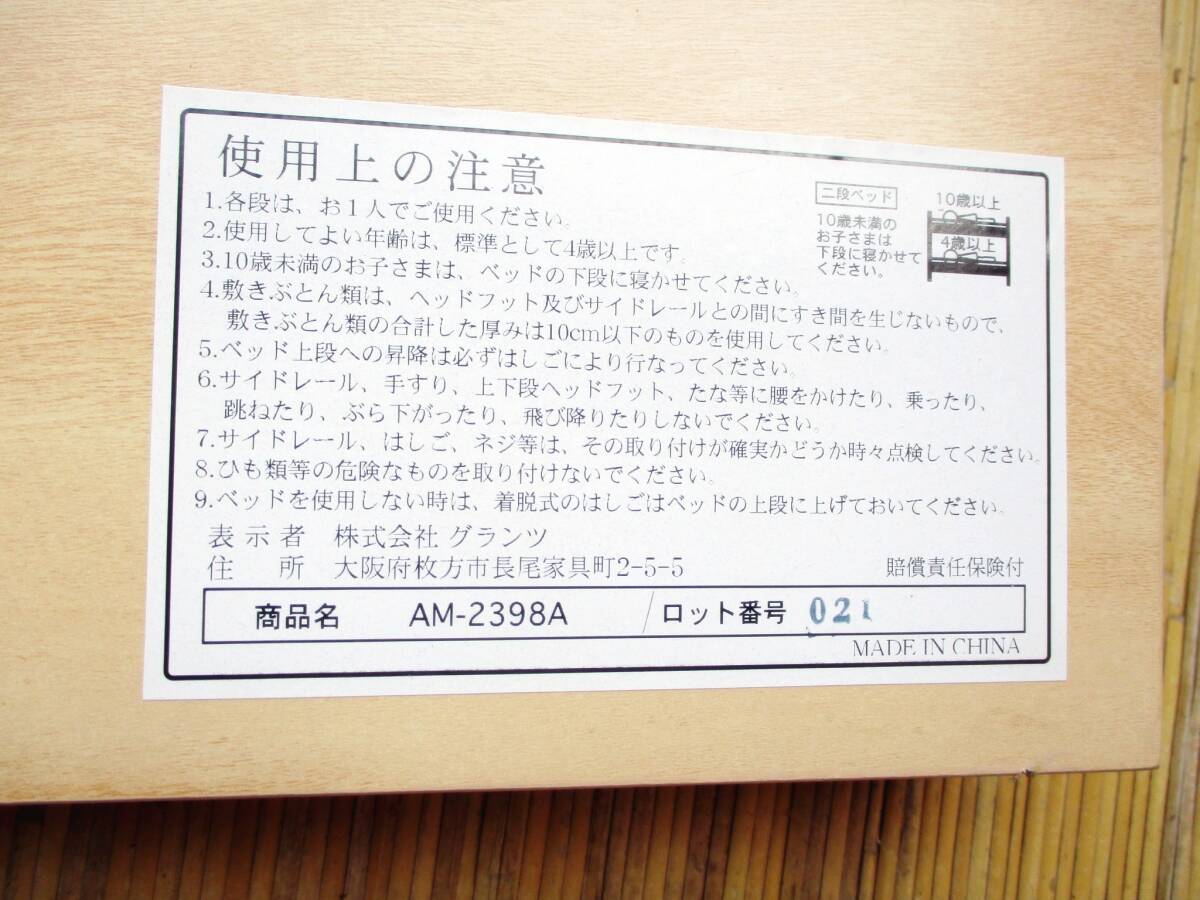 使用上の注意
1.各段は、お1人でご使用ください。
2.使用してよい年齢は、標準として4歳以上です。
3.10歳未満のお子さまは、ベッドの下段に寝かせてください。
4.敷きぶとん類は、ヘッドフット及びサイドレールとの間にすき間を生じないもので、
敷きぶとん類の合計した厚みは10cm以下のものを使用してください。
5.ベッド上段への昇降は必ずはしごにより行なってください。
6.サイドレール、手すり、上下段ヘッドフット、たな等に腰をかけたり、乗ったり、
跳ねたり、ぶら下がったり、飛び降りたりしないでください。
7.サイドレール、はしご、ネジ等は、その取り付けが確実かどうか時々点検してください。
8.ひも類等の危険なものを取り付けないでください。
9.ベッドを使用しない時は、着脱式のはしごはベッドの上段に上げておいてください。
二段ベッド
10歳未満の
お子さまは
下段に寝かせて
ください。
10歳以上
4歳以上
表示者 株式会社 グランツ
住 所 大阪府枚方市長尾家具町2-5-5
賠償責任保険付
商品名 AM-2398A /ロット番号 021
MADE IN CHINA